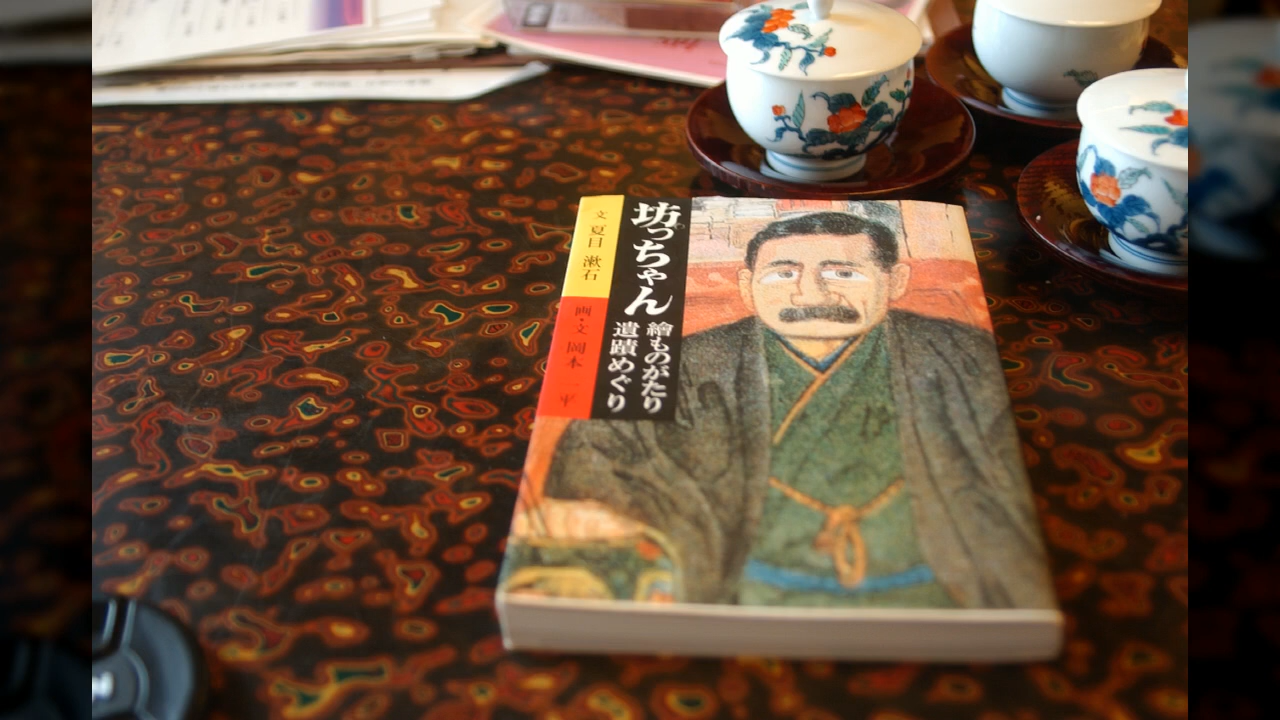 坊っちゃん
繪ものがたり
遺蹟めぐり
文 夏目 漱石
画・文 岡本 一平